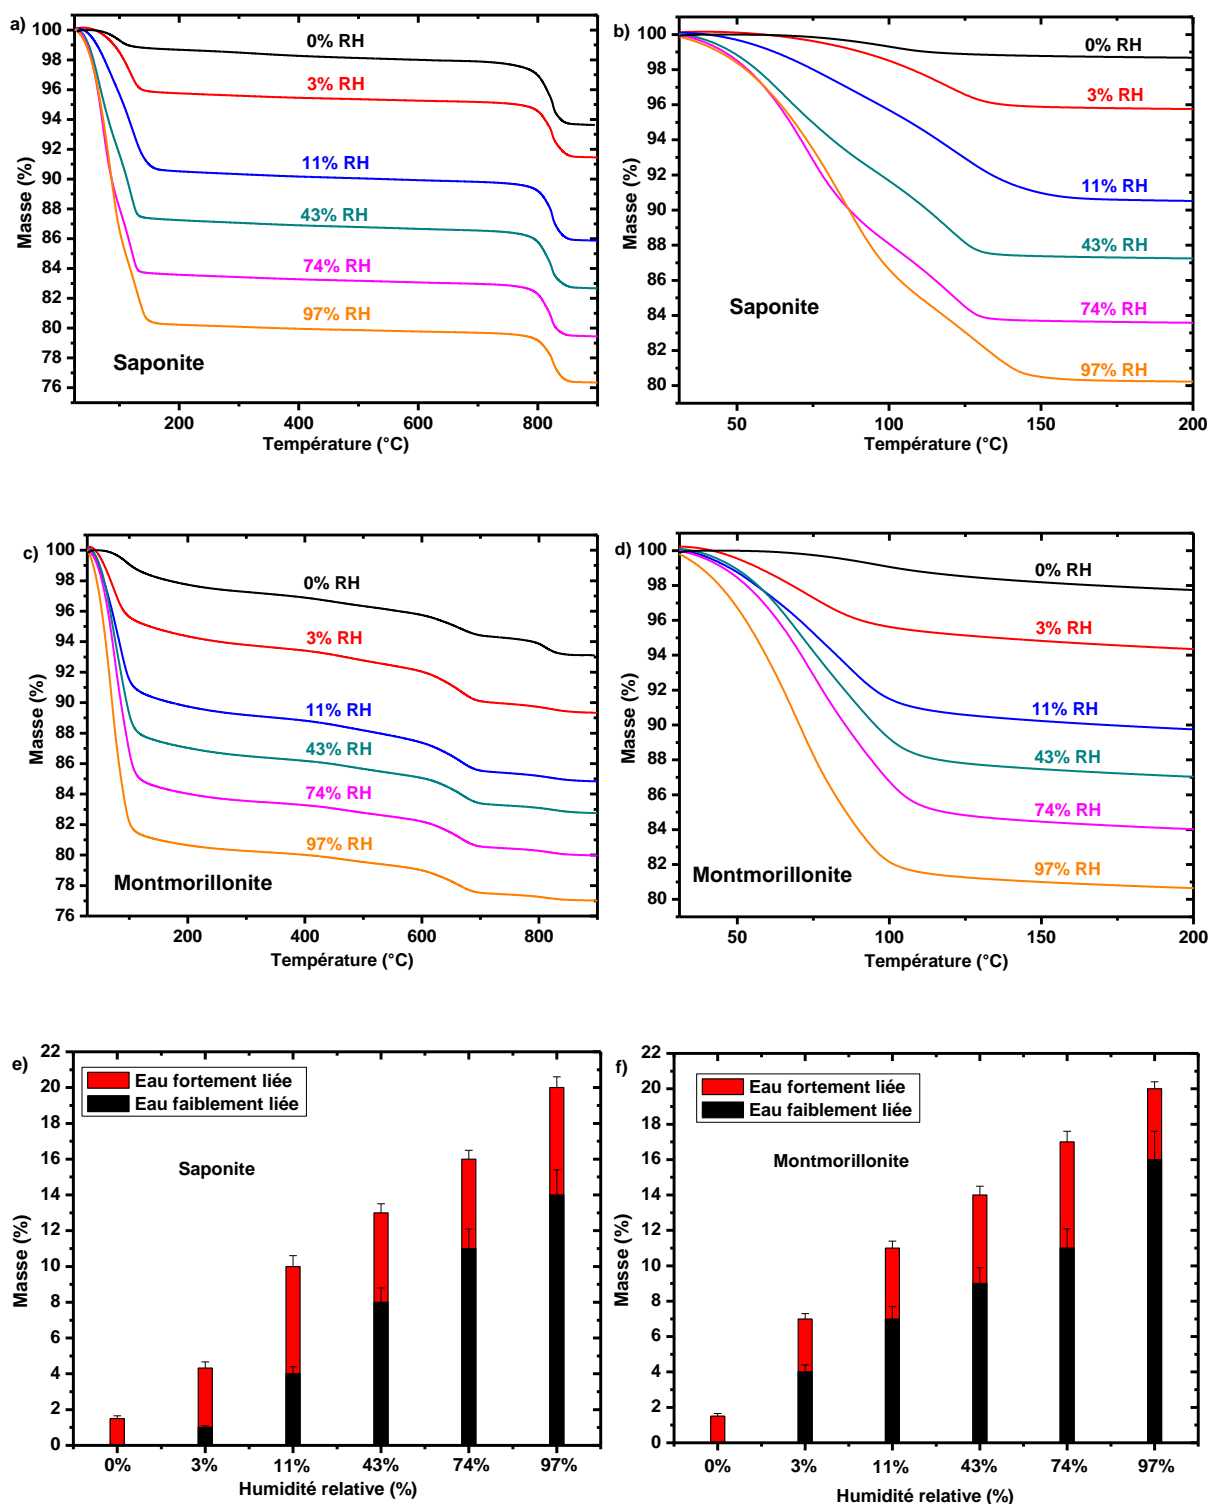 a)
100
98
96
94
92
90
88
86
84
82
80
78
76
Masse (%)
0% RH
3% RH
11% RH
43% RH
74% RH
97% RH
Saponite
200 400 600 800
Température (°C)
b)
100
98
96
94
92
90
88
86
84
82
80
Masse (%)
0% RH
3% RH
11% RH
43% RH
74% RH
97% RH
Saponite
50 100 150 200
Température (°C)
c)
100
98
96
94
92
90
88
86
84
82
80
78
76
Masse (%)
0% RH
3% RH
11% RH
43% RH
74% RH
97% RH
Montmorillonite
200 400 600 800
Température (°C)
d)
100
98
96
94
92
90
88
86
84
82
80
Masse (%)
0% RH
3% RH
11% RH
43% RH
74% RH
97% RH
Montmorillonite
50 100 150 200
Température (°C)
e)
22
20
18
16
14
12
10
8
6
4
2
0
Masse (%)
Eau fortement liée
Eau faiblement liée
Saponite
0% 3% 11% 43% 74% 97%
Humidité relative (%)
f)
22
20
18
16
14
12
10
8
6
4
2
0
Masse (%)
Eau fortement liée
Eau faiblement liée
Montmorillonite
0% 3% 11% 43% 74% 97%
Humidité relative (%)